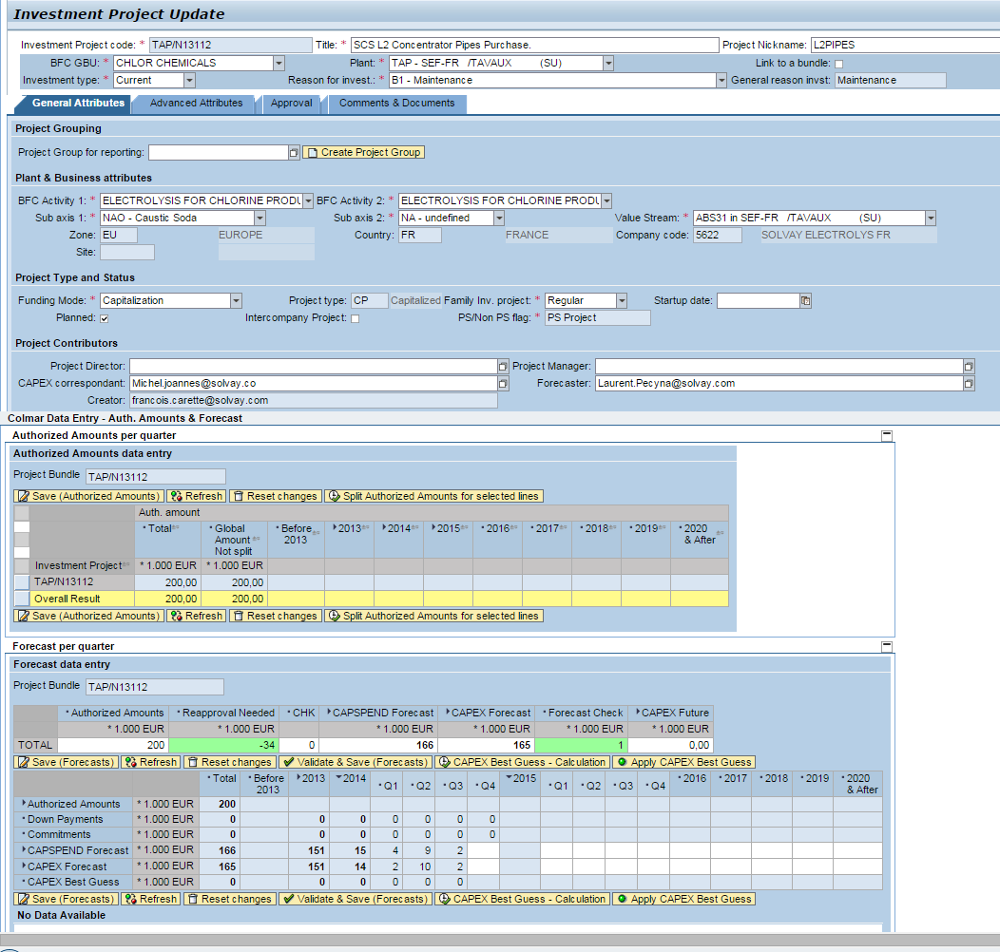 Investment Project Update
Investment Project code: * TAP/N13112 Title: * SCS L2 Concentrator Pipes Purchase. Project Nickname: L2PIPES
BFC GBU: * CHLOR CHEMICALS Plant: * TAP - SEF-FR /TAVAUX (SU) Link to a bundle:
Investment type: * Current Reason for invest.: * B1 - Maintenance General reason invst: Maintenance
General Attributes Advanced Attributes Approval Comments & Documents
Project Grouping
Project Group for reporting: Create Project Group
Plant & Business attributes
BFC Activity 1: * ELECTROLYSIS FOR CHLORINE PRODU BFC Activity 2: * ELECTROLYSIS FOR CHLORINE PRODU
Sub axis 1: * NAO - Caustic Soda Sub axis 2: * NA - undefined Value Stream: * ABS31 in SEF-FR /TAVAUX (SU)
Zone: EU EUROPE Country: FR FRANCE Company code: 5622 SOLVAY ELECTROLYS FR
Site:
Project Type and Status
Funding Mode: * Capitalization Project type: CP Capitalized Family Inv. project: * Regular Startup date:
Planned: Intercompany Project: PS/Non PS flag: * PS Project
Project Contributors
Project Director: Project Manager:
CAPEX correspondant: Michel.joannes@solvay.co Forecaster: Laurent.Pecyna@solvay.com
Creator: francois.carette@solvay.com
Colmar Data Entry - Auth. Amounts & Forecast
Authorized Amounts per quarter
Authorized Amounts data entry
Project Bundle TAP/N13112
Save (Authorized Amounts) Refresh Reset changes Split Authorized Amounts for selected lines
Auth. amount
Total Global Before 2013 2014 2015 2016 2017 2018 2019 2020
Amount 2013 & After
Not split
Investment Project * 1.000 EUR * 1.000 EUR
TAP/N13112 200,00 200,00
Overall Result 200,00 200,00
Save (Authorized Amounts) Refresh Reset changes Split Authorized Amounts for selected lines
Forecast per quarter
Forecast data entry
Project Bundle TAP/N13112
Authorized Amounts Reapproval Needed CHK CAPSPEND Forecast CAPEX Forecast Forecast Check CAPEX Future
* 1.000 EUR * 1.000 EUR * 1.000 EUR * 1.000 EUR * 1.000 EUR * 1.000 EUR
TOTAL 200 -34 0 166 165 1 0,00
Save (Forecasts) Refresh Reset changes Validate & Save (Forecasts) CAPEX Best Guess - Calculation Apply CAPEX Best Guess
Total Before 2013 2014 Q1 Q2 Q3 Q4 2015 Q1 Q2 Q3 Q4 2016 2017 2018 2019 2020
2013 & After
Authorized Amounts * 1.000 EUR 200
Down Payments * 1.000 EUR 0 0 0 0 0 0 0
Commitments * 1.000 EUR 0 0 0 0 0 0 0
CAPSPEND Forecast * 1.000 EUR 166 151 15 4 9 2
CAPEX Forecast * 1.000 EUR 165 151 14 2 10 2
CAPEX Best Guess * 1.000 EUR 0 0 0 0 0 0
Save (Forecasts) Refresh Reset changes Validate & Save (Forecasts) CAPEX Best Guess - Calculation Apply CAPEX Best Guess
No Data Available